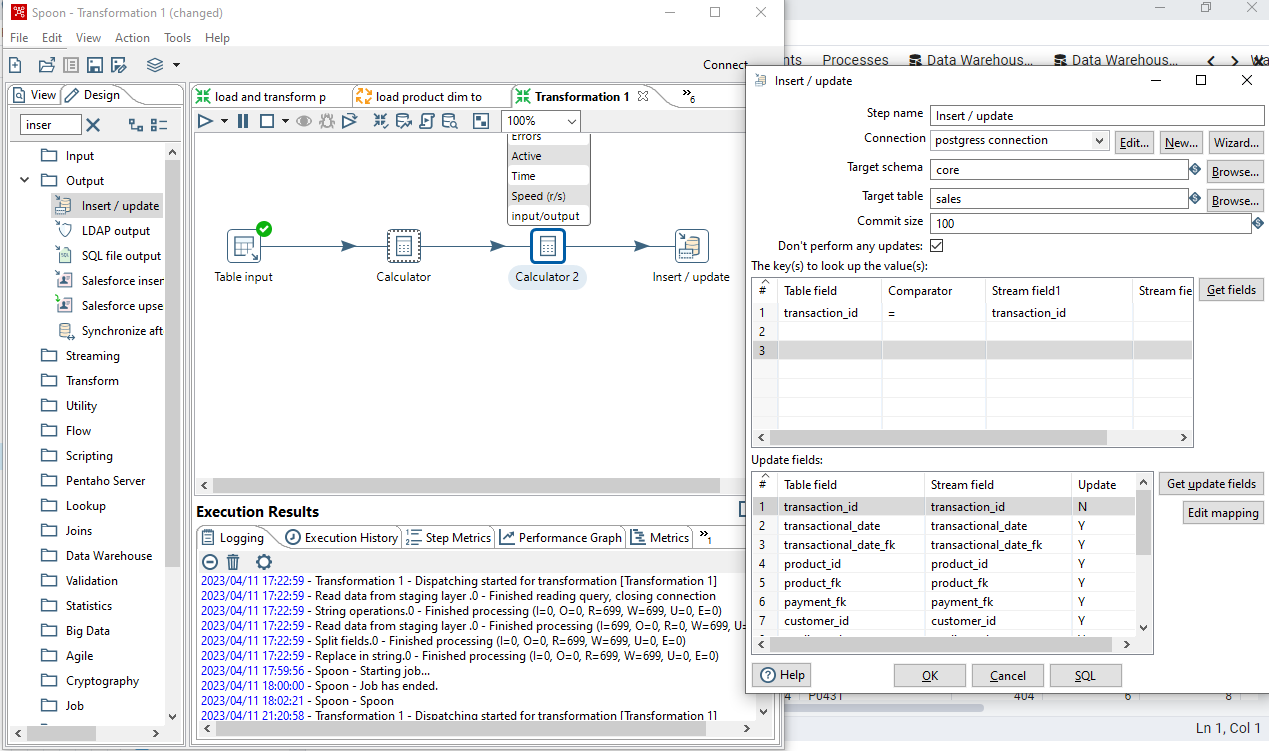 Spoon - Transformation 1 (changed)
File Edit View Action Tools Help
Connect
View Design
inser
Input
Output
Insert / update
LDAP output
SQL file output
Salesforce inser
Salesforce upse
Synchronize aft
Streaming
Transform
Utility
Flow
Scripting
Pentaho Server
Lookup
Joins
Data Warehouse
Validation
Statistics
Big Data
Agile
Cryptography
Job
load and transform p load product dim to Transformation 1 » 6
100%
Errors
Active
Time
Speed (r/s)
input/output
Table input Calculator Calculator 2 Insert / update
Execution Results
Logging Execution History Step Metrics Performance Graph Metrics » 1
2023/04/11 17:22:59 - Transformation 1 - Dispatching started for transformation [Transformation 1]
2023/04/11 17:22:59 - Read data from staging layer .0 - Finished reading query, closing connection
2023/04/11 17:22:59 - String operations.0 - Finished processing (I=0, O=0, R=699, W=699, U=0, E=0)
2023/04/11 17:22:59 - Read data from staging layer .0 - Finished processing (I=699, O=0, R=0, W=699, U=
2023/04/11 17:22:59 - Split fields.0 - Finished processing (I=0, O=0, R=699, W=699, U=0, E=0)
2023/04/11 17:22:59 - Replace in string.0 - Finished processing (I=0, O=0, R=699, W=699, U=0, E=0)
2023/04/11 17:59:56 - Spoon - Starting job...
2023/04/11 18:00:00 - Spoon - Job has ended.
2023/04/11 18:02:21 - Spoon - Spoon
2023/04/11 21:20:58 - Transformation 1 - Dispatching started for transformation [Transformation 1]
nts Processes Data Warehous... Data Warehous... Wa
Insert / update
Step name Insert / update
Connection postgress connection Edit... New... Wizard...
Target schema core Browse...
Target table sales Browse...
Commit size 100
Don't perform any updates:
The key(s) to look up the value(s):
# Table field Comparator Stream field1 Stream fie Get fields
1 transaction_id = transaction_id
2
3
Update fields:
# Table field Stream field Update Get update fields
1 transaction_id transaction_id N
Edit mapping
2 transactional_date transactional_date Y
3 transactional_date_fk transactional_date_fk Y
4 product_id product_id Y
5 product_fk product_fk Y
6 payment_fk payment_fk Y
7 customer_id customer_id Y
Help OK Cancel SQL
P0431 404 6 8
Ln 1, Col 1